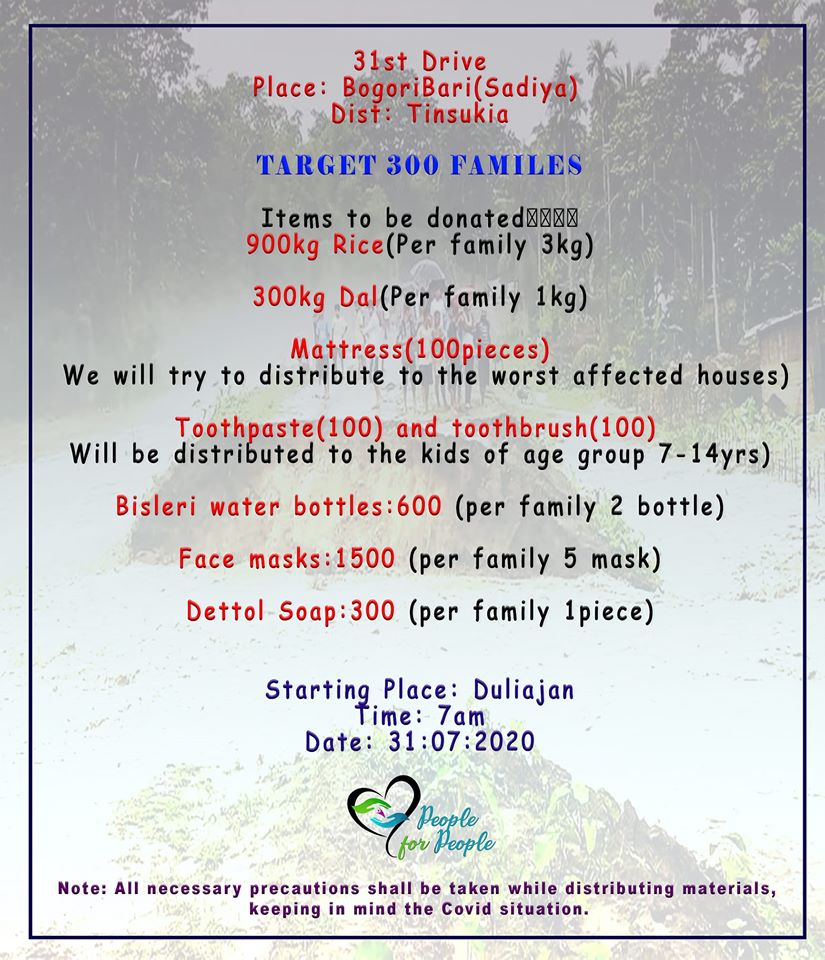 31st Drive
Place: BogoriBari(Sadiya)
Dist: Tinsukia
TARGET 300 FAMILES
Items to be donated
900kg Rice(Per family 3kg)
300kg Dal(Per family 1kg)
Mattress(100pieces)
We will try to distribute to the worst affected houses)
Toothpaste(100) and toothbrush(100)
Will be distributed to the kids of age group 7-14yrs)
Bisleri water bottles:600 (per family 2 bottle)
Face masks:1500 (per family 5 mask)
Dettol Soap:300 (per family 1piece)
Starting Place: Duliajan
Time: 7am
Date: 31:07:2020
People
for People
Note: All necessary precautions shall be taken while distributing materials,
keeping in mind the Covid situation.